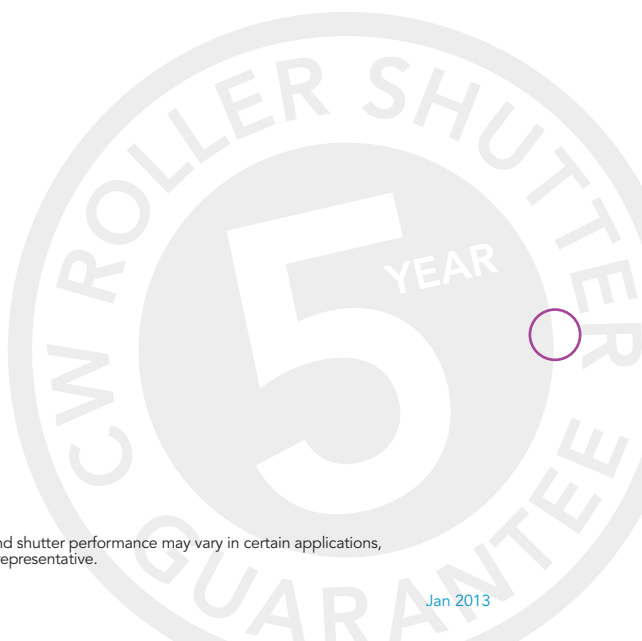 CW ROLLER SHUTTER
5
YEAR
GUARANTEE
nd shutter performance may vary in certain applications,
epresentative.
Jan 2013